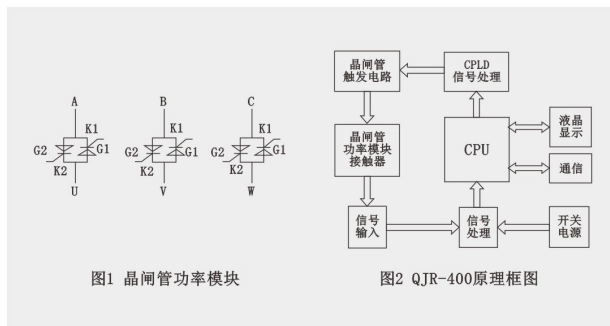 A
K1
G2
G1
K2
U
B
K1
G2
G1
K2
V
C
K1
G2
G1
K2
W
图1 晶闸管功率模块
晶闸管
触发电路
CPLD
信号处理
晶闸管
功率模块
接触器
CPU
液晶
显示
通信
信号
输入
信号
处理
开关
电源
图2 QJR-400原理框图